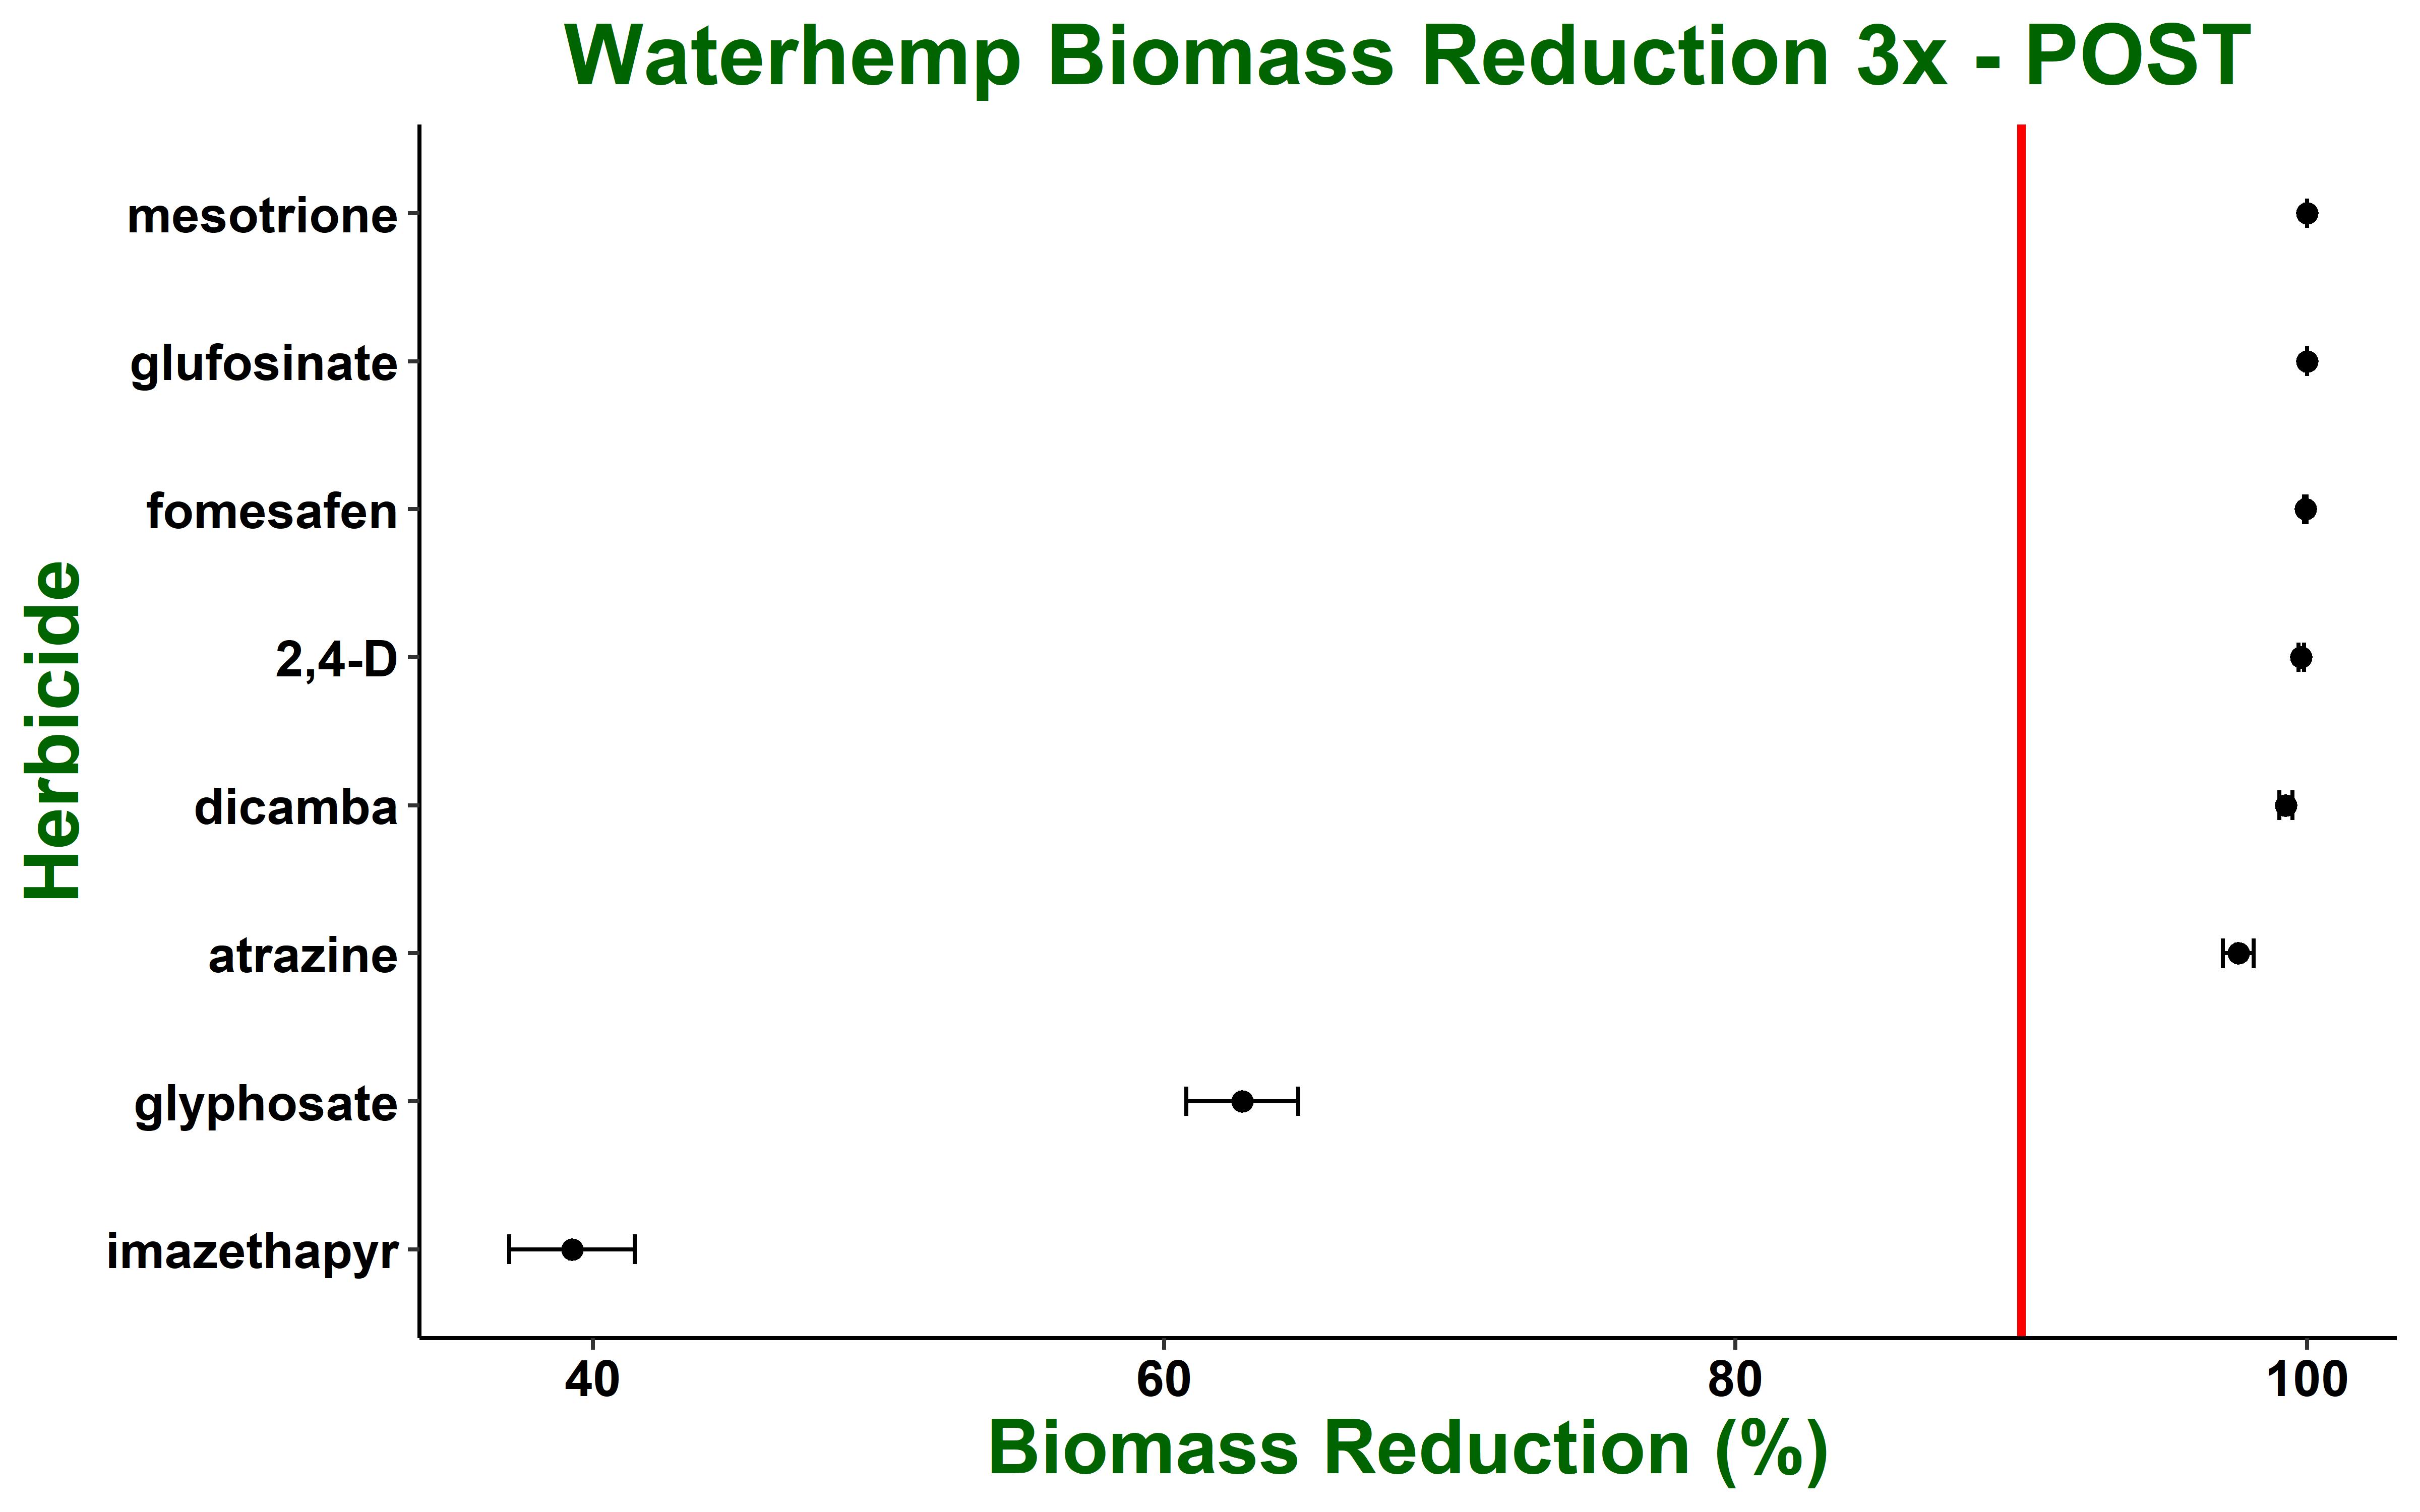 Waterhemp Biomass Reduction 3x - POST
Herbicide
mesotrione
glufosinate
fomesafen
2,4-D
dicamba
atrazine
glyphosate
imazethapyr
40 60 80 100
Biomass Reduction (%)